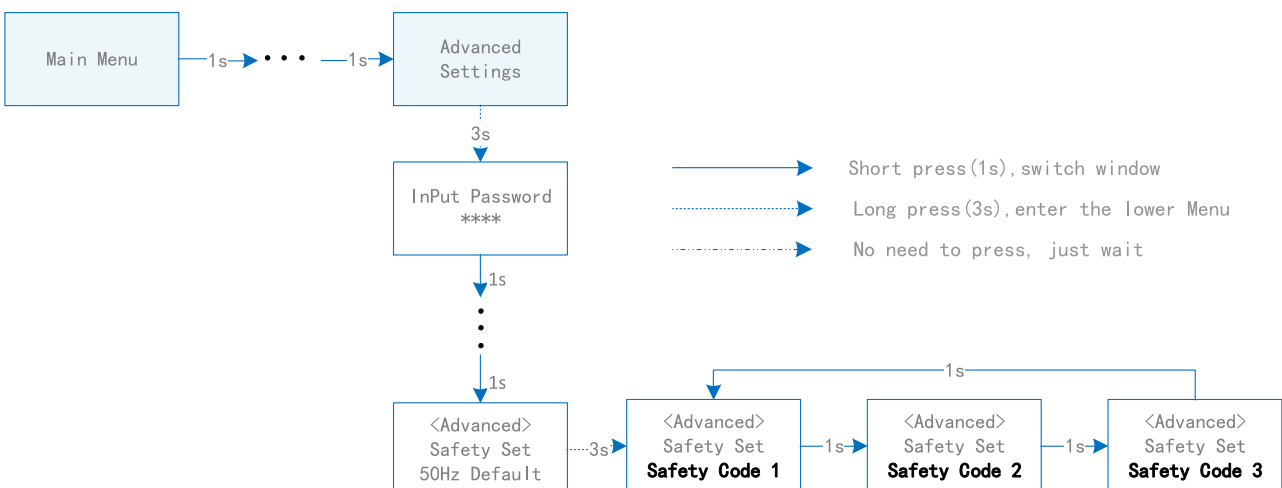 Main Menu
1s
• • •
1s
Advanced
Settings
3s
InPut Password
****
Short press(1s),switch window
Long press(3s),enter the lower Menu
No need to press, just wait
1s
1s
1s
<Advanced>
Safety Set
50Hz Default
3s
<Advanced>
Safety Set
Safety Code 1
1s
<Advanced>
Safety Set
Safety Code 2
1s
<Advanced>
Safety Set
Safety Code 3